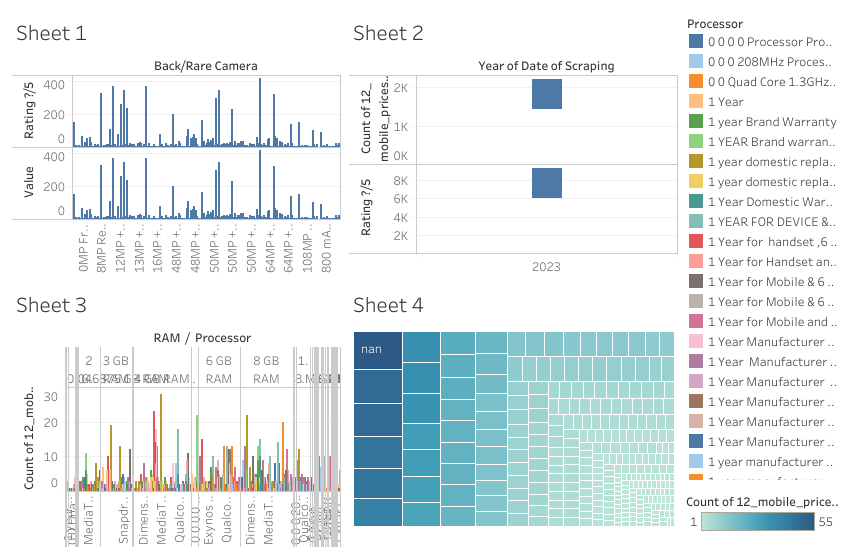 Sheet 1
Back/Rare Camera
Rating ?/5
400
200
0
Value
400
200
0
0MP Fr..
8MP Re..
12MP +..
13MP +..
16MP +..
48MP +..
48MP +..
50MP +..
50MP +..
64MP +..
64MP +..
108MP ..
800 mA..
Sheet 2
Year of Date of Scraping
Count of 12_
mobile_prices..
2K
1K
0K
Rating ?/5
8K
6K
4K
2K
2023
Sheet 3
RAM / Processor
2
3 GB
6 GB
8 GB
1..
RAM
RAM
RAM
Count of 12_mob..
30
20
10
0
MediaT..
Snapdr..
Dimens..
MediaT..
Qualco..
Exynos ..
Qualco..
Dimens..
MediaT..
Qualco..
Sheet 4
nan
Processor
0 0 0 0 Processor Pro..
0 0 0 208MHz Proces..
0 0 Quad Core 1.3GHz..
1 Year
1 year Brand Warranty
1 YEAR Brand warran..
1 year domestic repla..
1 year domestic repla..
1 Year Domestic War..
1 YEAR FOR DEVICE &..
1 Year for handset ,6 ..
1 Year for Handset an..
1 Year for Mobile & 6 ..
1 Year for Mobile & 6 ..
1 Year for Mobile and ..
1 Year Manufacturer ..
1 Year Manufacturer ..
1 Year Manufacturer ..
1 Year Manufacturer ..
1 Year Manufacturer ..
1 Year Manufacturer ..
1 year manufacturer ..
Count of 12_mobile_price..
1
55